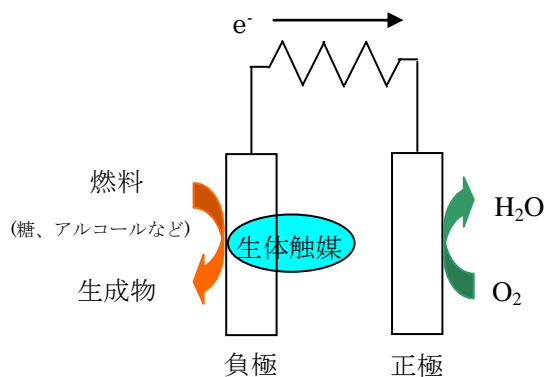 e⁻
燃料
(糖、アルコールなど)
生成物
生体触媒
H₂O
O₂
負極
正極